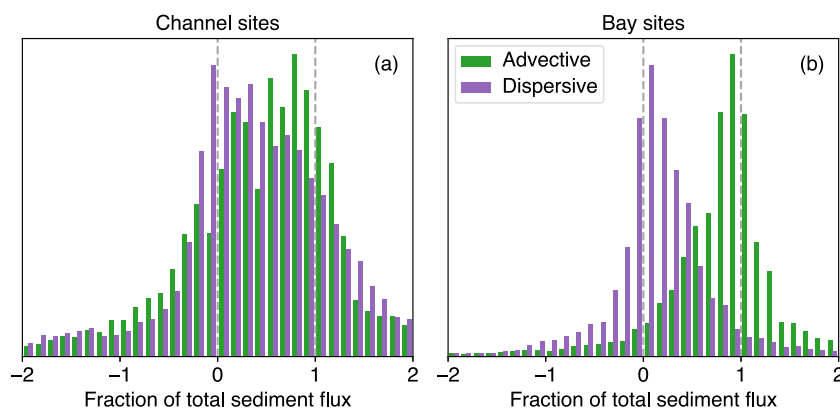 Channel sites
Bay sites
(a)
Advective
Dispersive
(b)
−2 −1 0 1 2
−2 −1 0 1 2
Fraction of total sediment flux
Fraction of total sediment flux